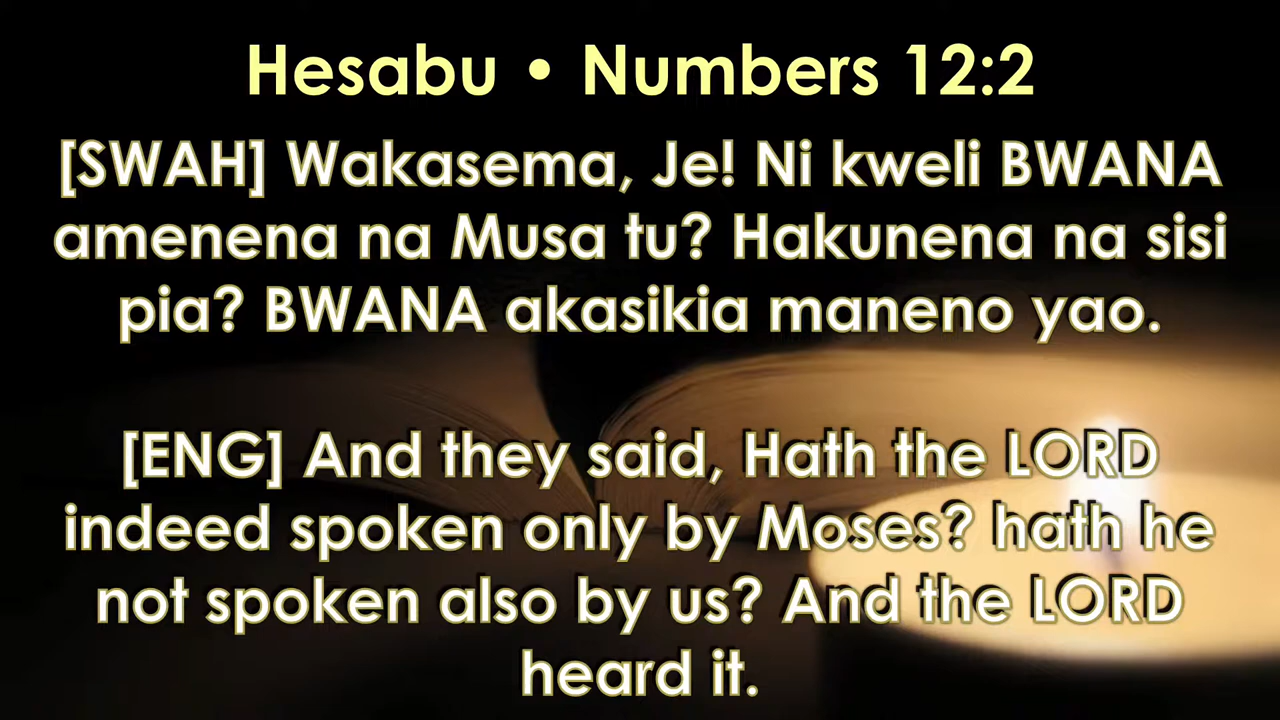 Hesabu • Numbers 12:2
[SWAH] Wakasema, Je! Ni kweli BWANA
amenena na Musa tu? Hakunena na sisi
pia? BWANA akasikia maneno yao.
[ENG] And they said, Hath the LORD
indeed spoken only by Moses? hath he
not spoken also by us? And the LORD
heard it.